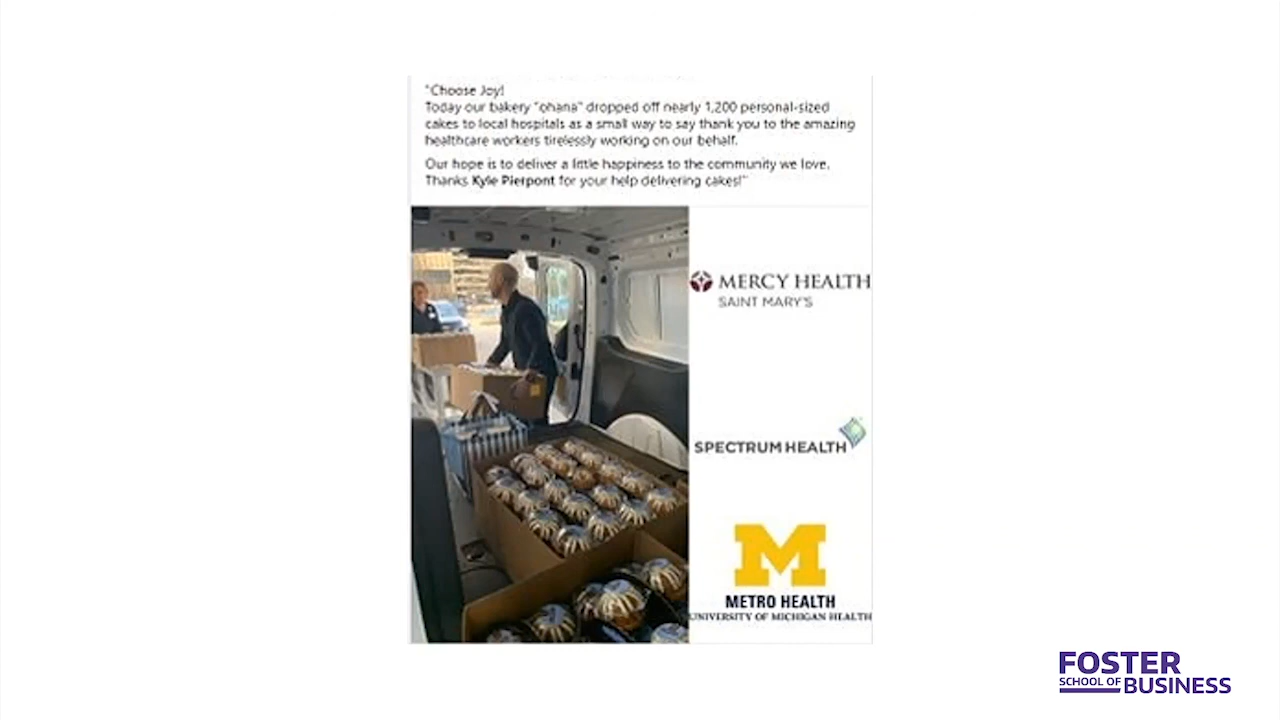 "Choose Joy!
Today our bakery "ohana" dropped off nearly 1,200 personal-sized
cakes to local hospitals as a small way to say thank you to the amazing
healthcare workers tirelessly working on our behalf.
Our hope is to deliver a little happiness to the community we love.
Thanks Kyle Pierpont for your help delivering cakes!"
MERCY HEALTH
SAINT MARY'S
SPECTRUM HEALTH
M
METRO HEALTH
UNIVERSITY OF MICHIGAN HEALTH
FOSTER
SCHOOL OF BUSINESS